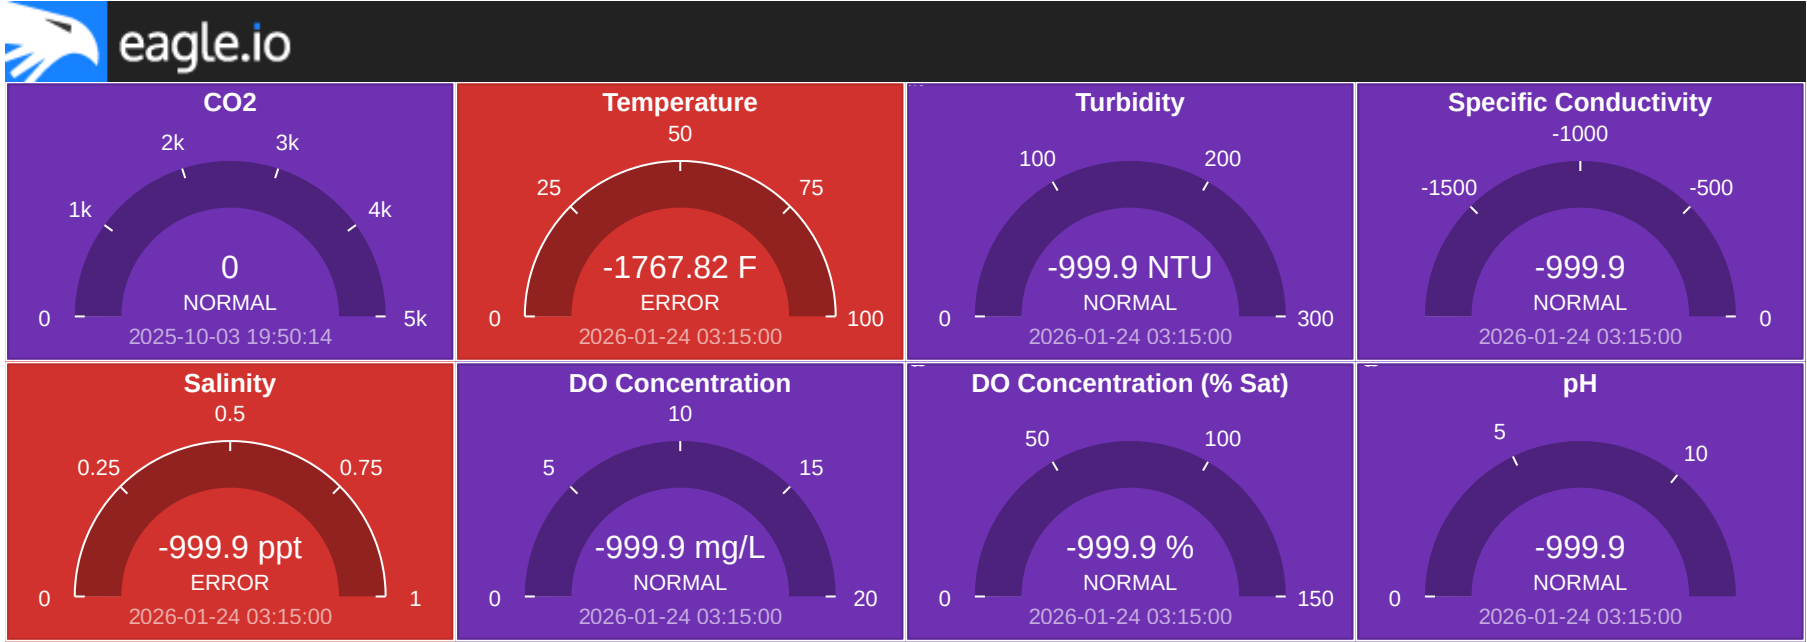 eagle.io
CO2
2k
3k
1k
4k
0
NORMAL
0
5k
2025-10-03 19:50:14
Temperature
50
25
75
-1767.82 F
ERROR
0
100
2026-01-24 03:15:00
Turbidity
100
200
-999.9 NTU
NORMAL
0
300
2026-01-24 03:15:00
Specific Conductivity
-1000
-1500
-500
-999.9
NORMAL
0
2026-01-24 03:15:00
Salinity
0.5
0.25
0.75
-999.9 ppt
ERROR
0
1
2026-01-24 03:15:00
DO Concentration
10
5
15
-999.9 mg/L
NORMAL
0
20
2026-01-24 03:15:00
DO Concentration (% Sat)
50
100
-999.9 %
NORMAL
0
150
2026-01-24 03:15:00
pH
5
10
-999.9
NORMAL
0
2026-01-24 03:15:00